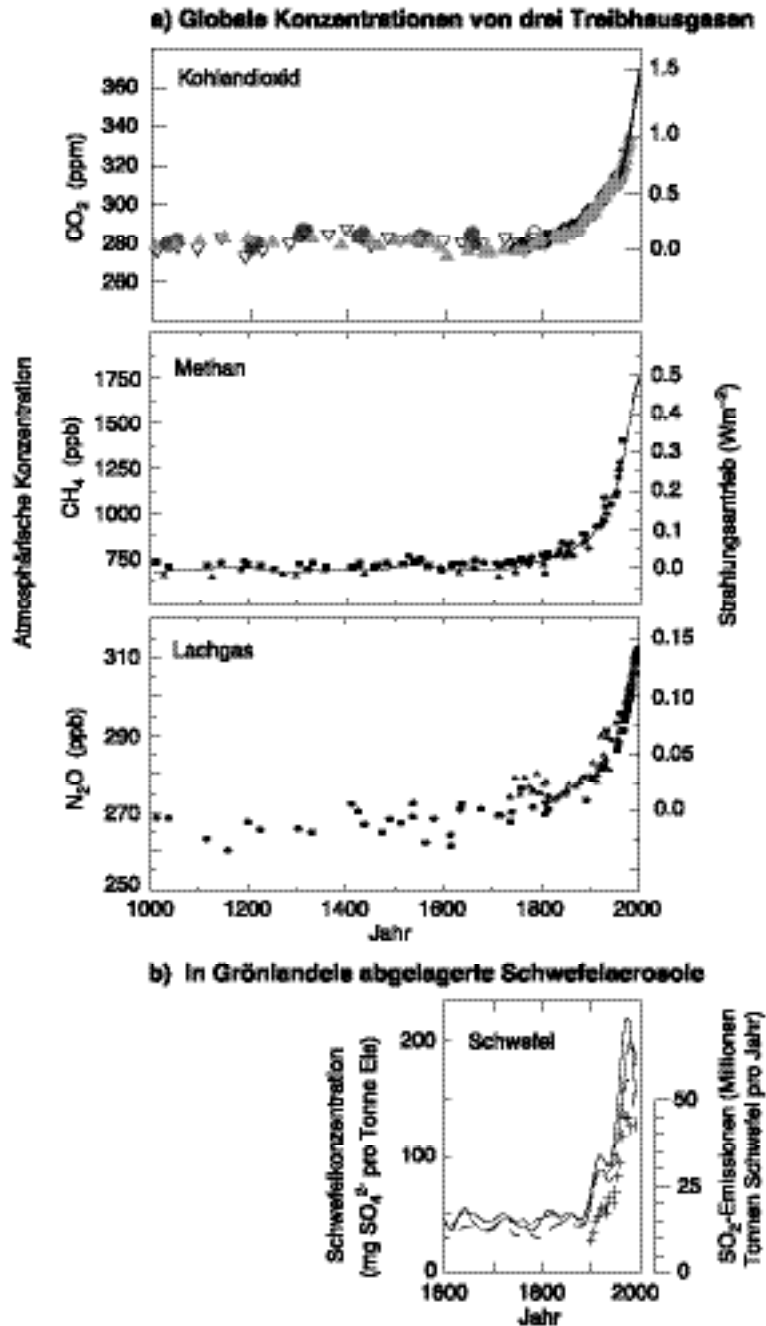 a) Globale Konzentrationen von drei Treibhausgasen
Kohlendioxid
CO₂ (ppm)
360
340
320
300
280
260
1.5
1.0
0.5
0.0
Atmosphärische Konzentration
Methan
CH₄ (ppb)
1750
1500
1250
1000
750
0.5
0.4
0.3
0.2
0.1
0.0
Strahlungsantrieb (Wm⁻²)
Lachgas
N₂O (ppb)
310
290
270
250
0.15
0.10
0.05
0.0
1000 1200 1400 1600 1800 2000
Jahr
b) In Grönlandeis abgelagerte Schwefelaerosole
Schwefel
Schwefelkonzentration
(mg SO₄²⁻ pro Tonne Eis)
200
100
0
50
25
0
SO₂-Emissionen (Millionen
Tonnen Schwefel pro Jahr)
1600 1800 2000
Jahr